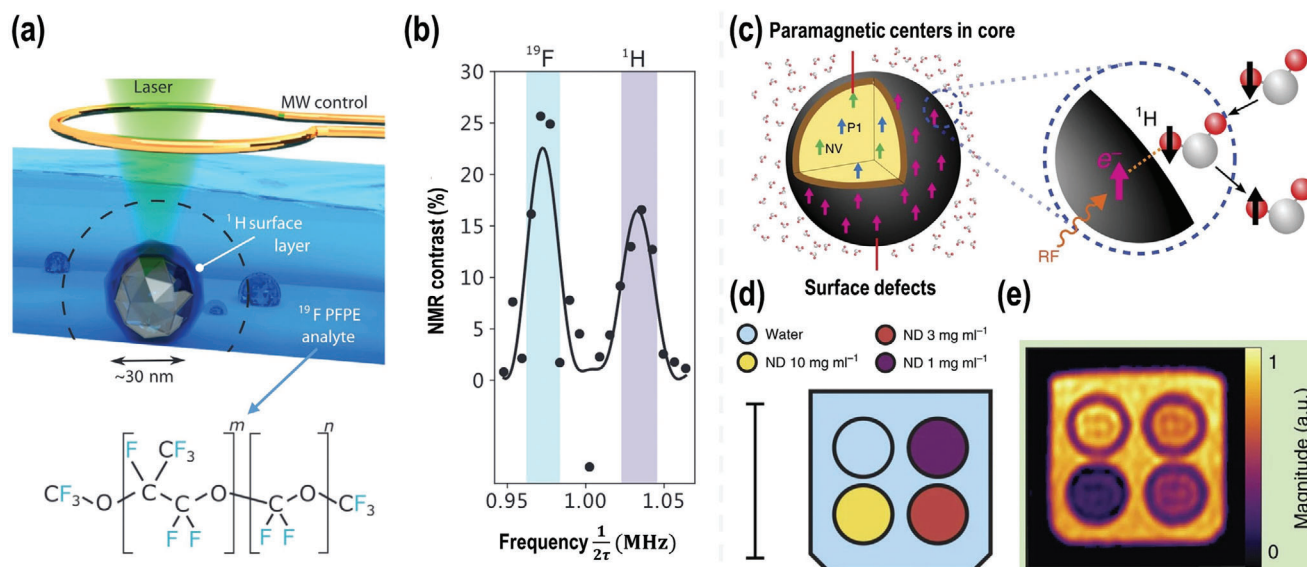 (a)
Laser
MW control
¹H surface
layer
¹⁹F PFPE
analyte
~30 nm
CF₃
O
F
CF₃
C
C
F F
O
m
C
F F
O
n
CF₃
(b)
¹⁹F ¹H
NMR contrast (%)
30
25
20
15
10
5
0
0.95 1.00 1.05
Frequency 1/2τ (MHz)
(c) Paramagnetic centers in core
P1
NV
Surface defects
¹H
e⁻
RF
(d)
Water
ND 3 mg ml⁻¹
ND 10 mg ml⁻¹
ND 1 mg ml⁻¹
(e)
1
Magnitude (a.u.)
0